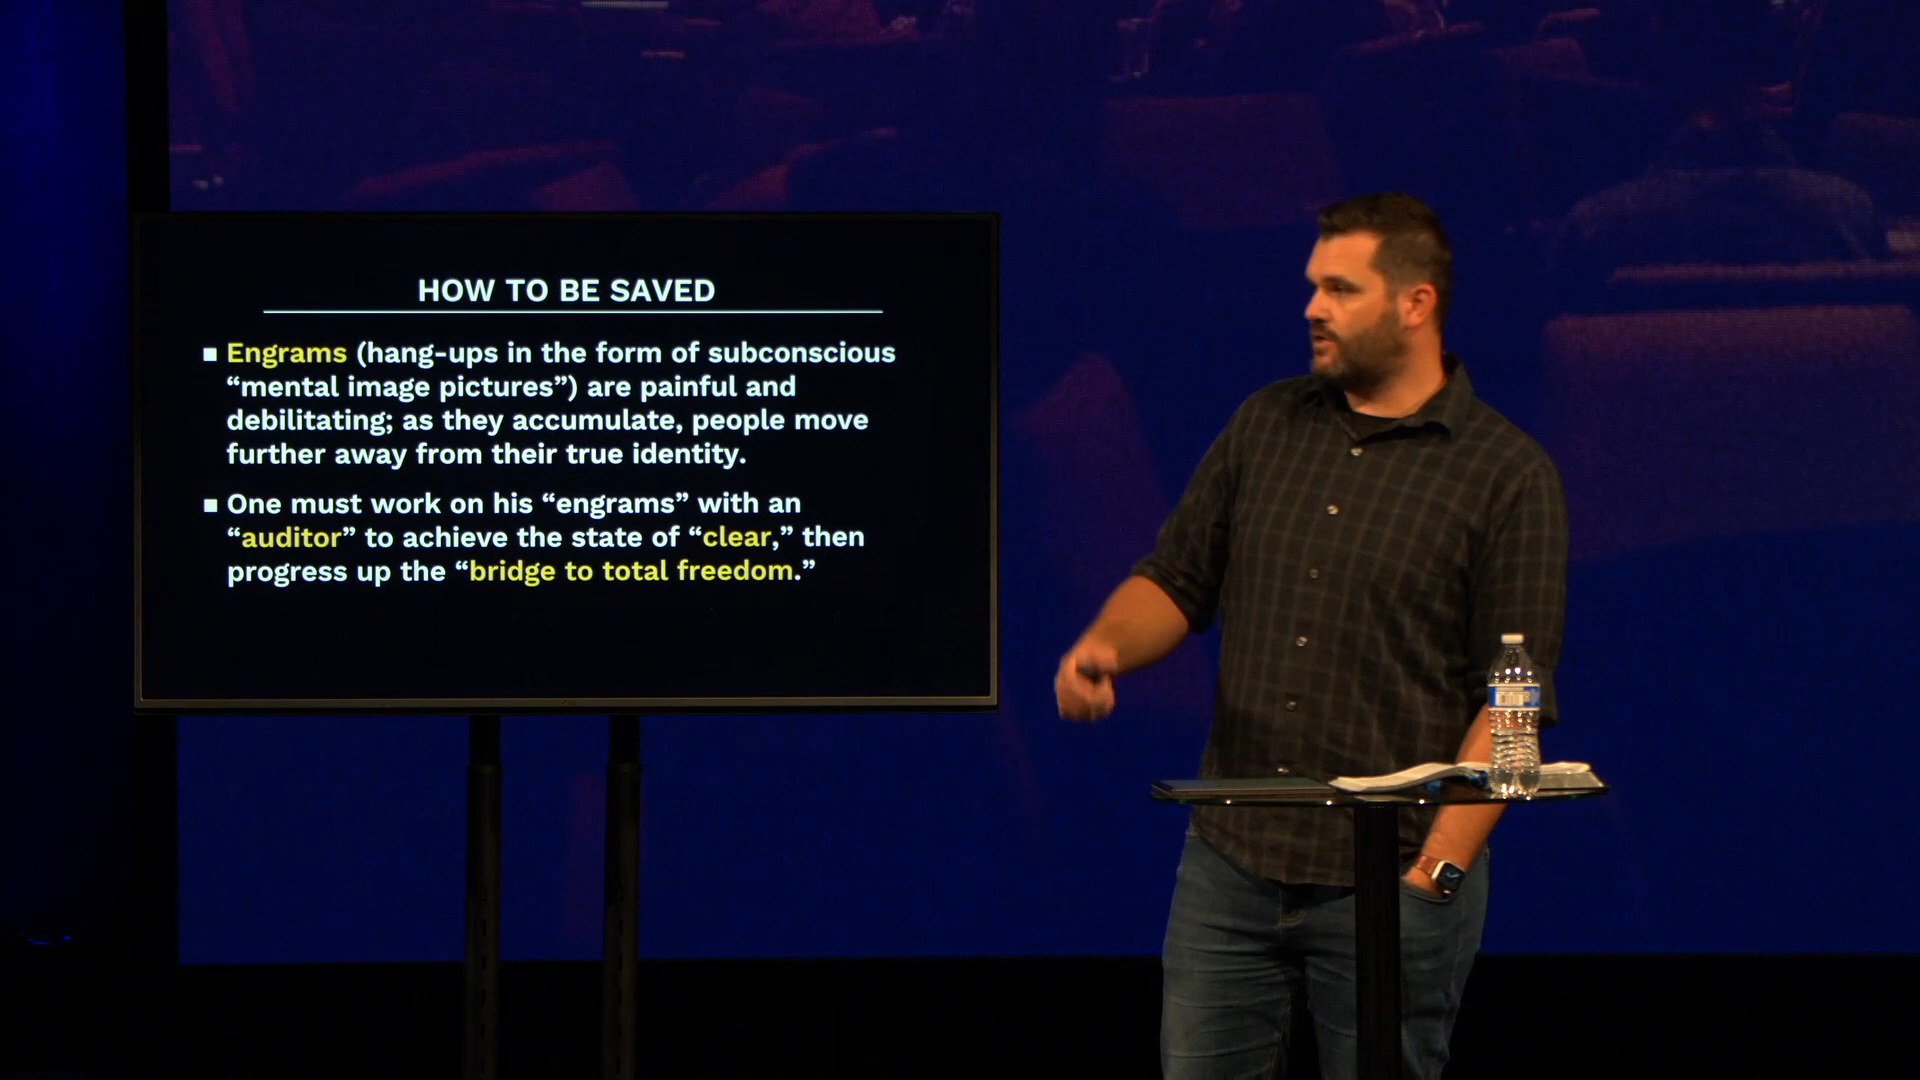 HOW TO BE SAVED
▪ Engrams (hang-ups in the form of subconscious
“mental image pictures”) are painful and
debilitating; as they accumulate, people move
further away from their true identity.
▪ One must work on his “engrams” with an
“auditor” to achieve the state of “clear,” then
progress up the “bridge to total freedom.”